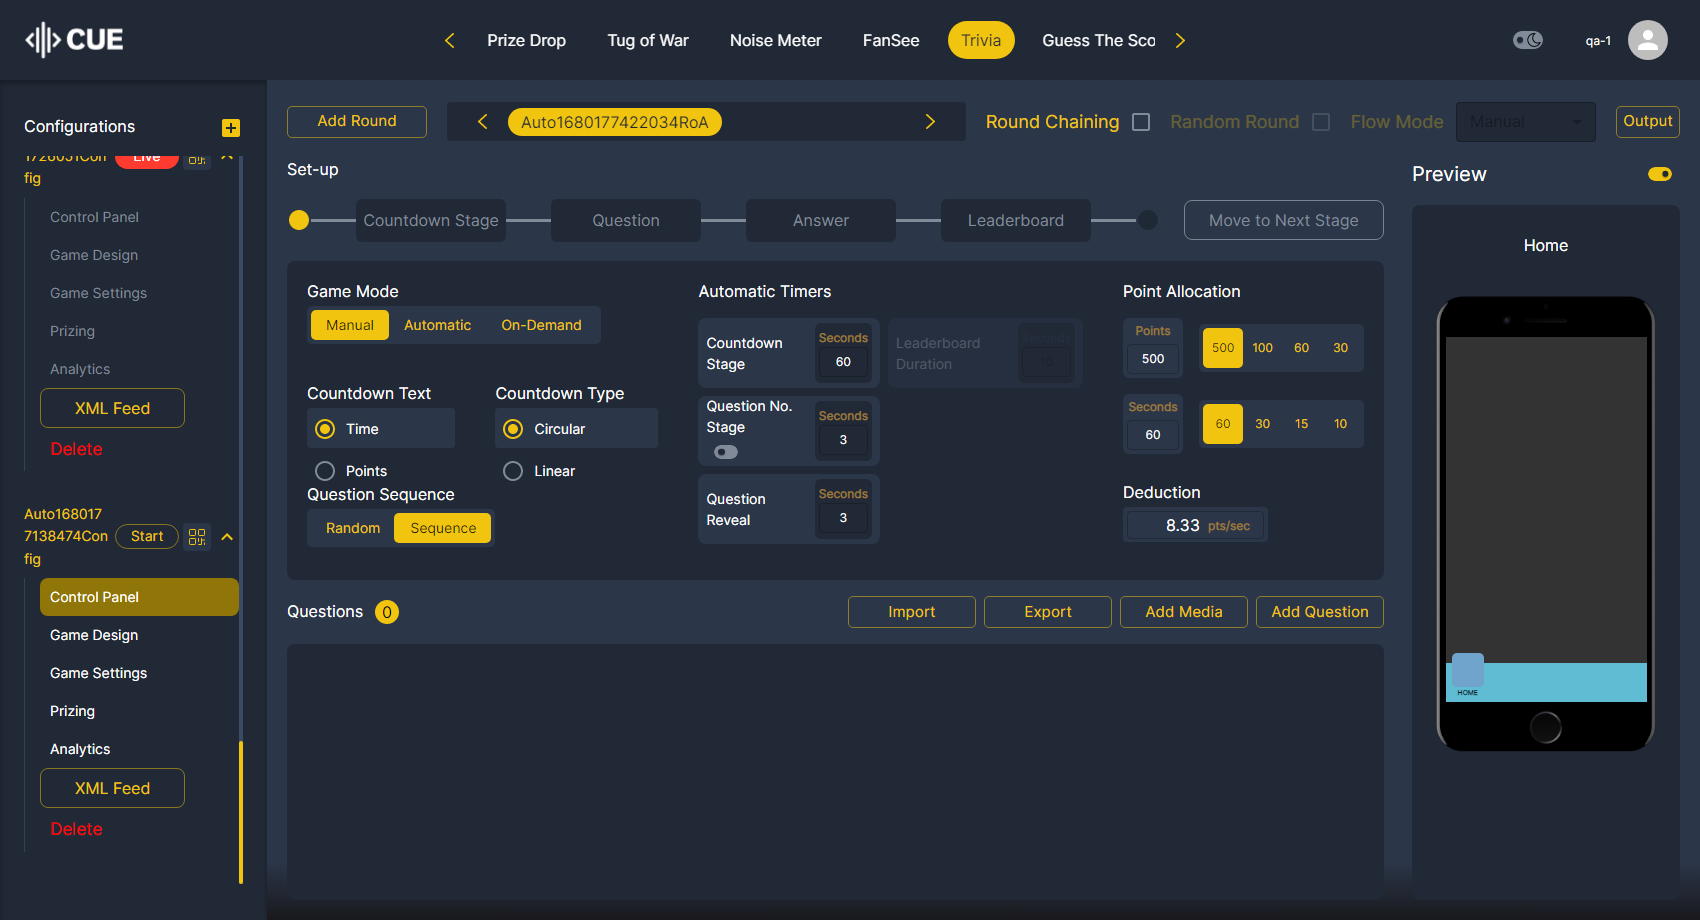 CUE
Prize Drop
Tug of War
Noise Meter
FanSee
Trivia
Guess The Sco
qa-1
Configurations
1726051Con
fig
Live
Control Panel
Game Design
Game Settings
Prizing
Analytics
XML Feed
Delete
Auto168017
7138474Con
fig
Start
Control Panel
Game Design
Game Settings
Prizing
Analytics
XML Feed
Delete
Add Round
Auto1680177422034RoA
Round Chaining
Random Round
Flow Mode
Manual
Output
Set-up
Countdown Stage
Question
Answer
Leaderboard
Move to Next Stage
Game Mode
Manual
Automatic
On-Demand
Countdown Text
Time
Points
Countdown Type
Circular
Linear
Question Sequence
Random
Sequence
Automatic Timers
Countdown
Stage
Seconds
60
Leaderboard
Duration
Seconds
10
Question No.
Stage
Seconds
3
Question
Reveal
Seconds
3
Point Allocation
Points
500
500
100
60
30
Seconds
60
60
30
15
10
Deduction
8.33 pts/sec
Questions
0
Import
Export
Add Media
Add Question
Preview
Home
HOME